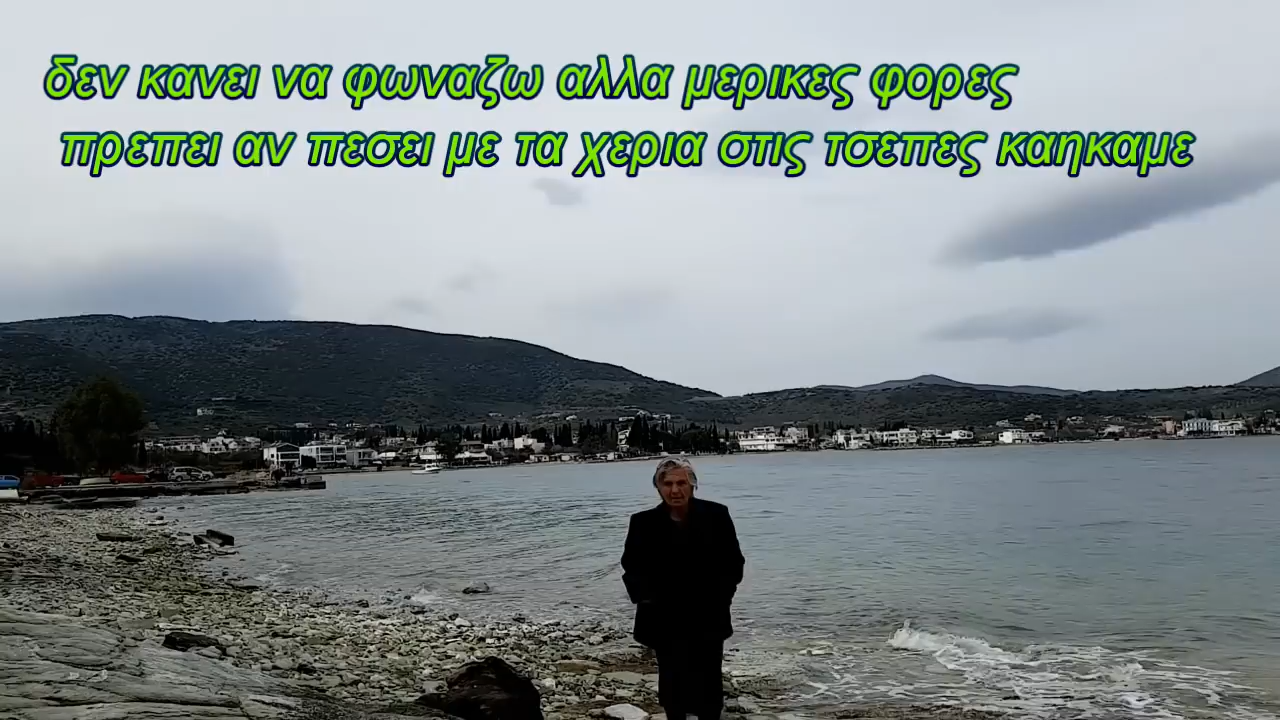 δεν κανει να φωναζω αλλα μερικες φορες
πρεπει αν πεσει με τα χερια στις τσεπες καηκαμε